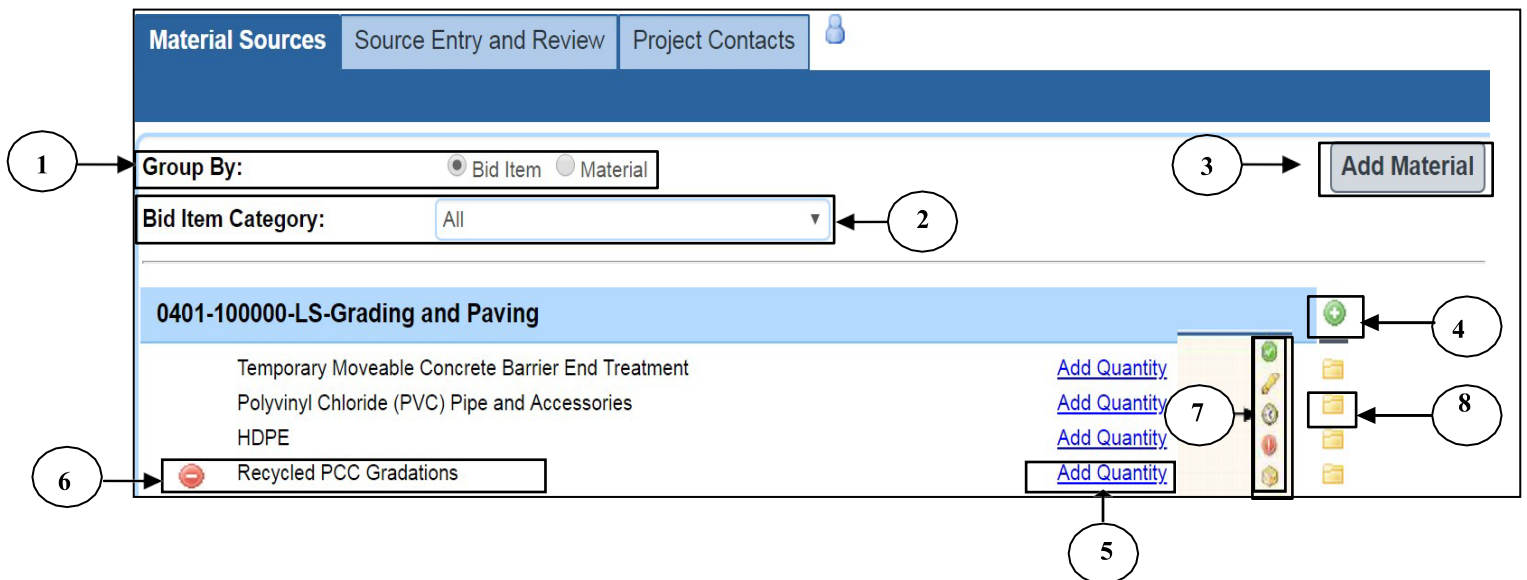 Material Sources Source Entry and Review Project Contacts
1 Group By: Bid Item Material 3 Add Material
Bid Item Category: All 2
0401-100000-LS-Grading and Paving 4
Temporary Moveable Concrete Barrier End Treatment Add Quantity
Polyvinyl Chloride (PVC) Pipe and Accessories Add Quantity 7 8
HDPE Add Quantity
6 Recycled PCC Gradations Add Quantity
5